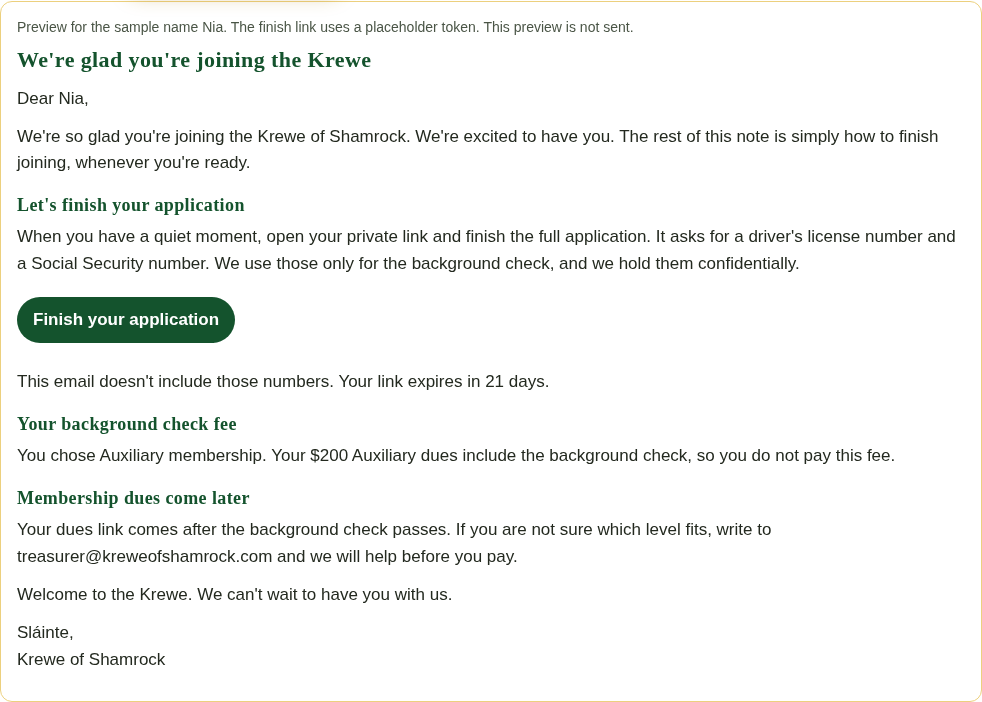 Preview for the sample name Nia. The finish link uses a placeholder token. This preview is not sent.
We're glad you're joining the Krewe
Dear Nia,
We're so glad you're joining the Krewe of Shamrock. We're excited to have you. The rest of this note is simply how to finish
joining, whenever you're ready.
Let's finish your application
When you have a quiet moment, open your private link and finish the full application. It asks for a driver's license number and
a Social Security number. We use those only for the background check, and we hold them confidentially.
Finish your application
This email doesn't include those numbers. Your link expires in 21 days.
Your background check fee
You chose Auxiliary membership. Your $200 Auxiliary dues include the background check, so you do not pay this fee.
Membership dues come later
Your dues link comes after the background check passes. If you are not sure which level fits, write to
treasurer@kreweofshamrock.com and we will help before you pay.
Welcome to the Krewe. We can't wait to have you with us.
Sláinte,
Krewe of Shamrock